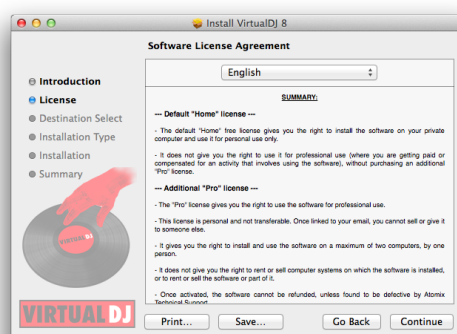 Install VirtualDJ 8
Software License Agreement
English
Introduction
License
Destination Select
Installation Type
Installation
Summary
SUMMARY:
--- Default "Home" license ---
- The default "Home" free license gives you the right to install the software on your private
computer and use it for personal use only.
- It does not give you the right to use it for professional use (where you are getting paid or
compensated for an activity that involves using the software), without purchasing an additional
"Pro" license.
--- Additional "Pro" license ---
- The "Pro" license gives you the right to use the software for professional use.
- This license is personal and not transferable. Once linked to your email, you cannot sell or give it
to someone else.
- It gives you the right to install and use the software on a maximum of two computers, by one
person.
- It does not give you the right to rent or sell computer systems on which the software is installed,
or to rent or sell the software or part of it.
- Once activated, the software cannot be refunded, unless found to be defective by Atomix
Technical Support.
VIRTUAL DJ
VIRTUALDJ
Print...
Save...
Go Back
Continue